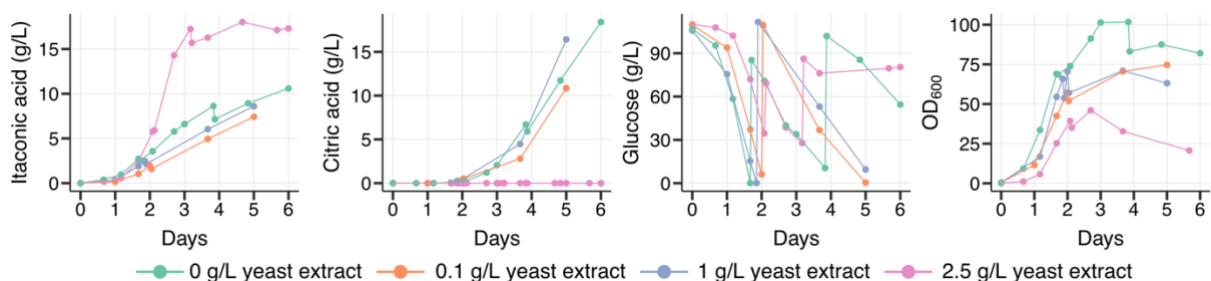 Itaconic acid (g/L)
15
10
5
0
0 1 2 3 4 5 6
Days
Citric acid (g/L)
15
10
5
0
0 1 2 3 4 5 6
Days
Glucose (g/L)
90
60
30
0
0 1 2 3 4 5 6
Days
OD600
100
75
50
25
0
0 1 2 3 4 5 6
Days
0 g/L yeast extract 0.1 g/L yeast extract 1 g/L yeast extract 2.5 g/L yeast extract